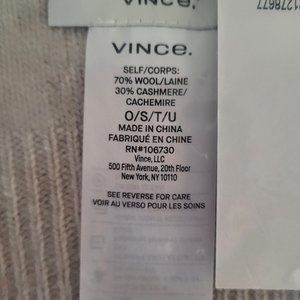 VINCE.
VINCE.
SELF/CORPS:
70% WOOL/LAINE
30% CASHMERE/
CACHEMIRE
O/S/T/U
MADE IN CHINA
FABRIQUÉ EN CHINE
RN#106730
Vince, LLC
500 Fifth Avenue, 20th Floor
New York, NY 10110
SEE REVERSE FOR CARE
VOIR AU VERSO POUR LES SOINS
1278677